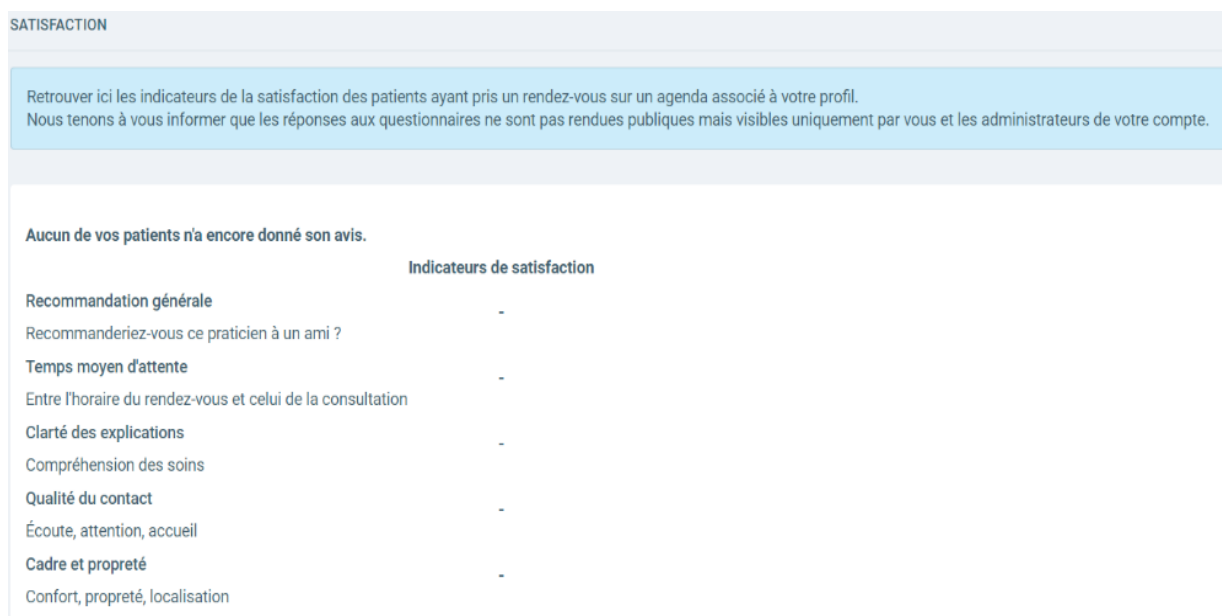 SATISFACTION
Retrouver ici les indicateurs de la satisfaction des patients ayant pris un rendez-vous sur un agenda associé à votre profil.
Nous tenons à vous informer que les réponses aux questionnaires ne sont pas rendues publiques mais visibles uniquement par vous et les administrateurs de votre compte.
Aucun de vos patients n'a encore donné son avis.
Indicateurs de satisfaction
Recommandation générale
-
Recommanderiez-vous ce praticien à un ami ?
Temps moyen d'attente
-
Entre l'horaire du rendez-vous et celui de la consultation
Clarté des explications
-
Compréhension des soins
Qualité du contact
-
Écoute, attention, accueil
Cadre et propreté
-
Confort, propreté, localisation